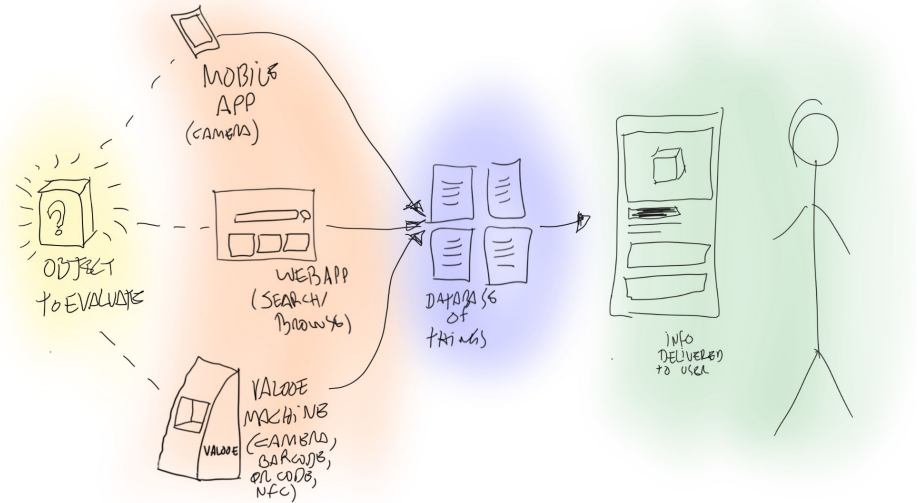 MOBILE
APP
(CAMERA)
?
OBJECT
TO EVALUATE
WEBAPP
(SEARCH/
BROWSE)
VALOOE
MACHINE
(CAMERA,
BARCODE,
QR CODE,
NFC)
VALOOE
DATABASE
OF
THINGS
INFO
DELIVERED
TO USER